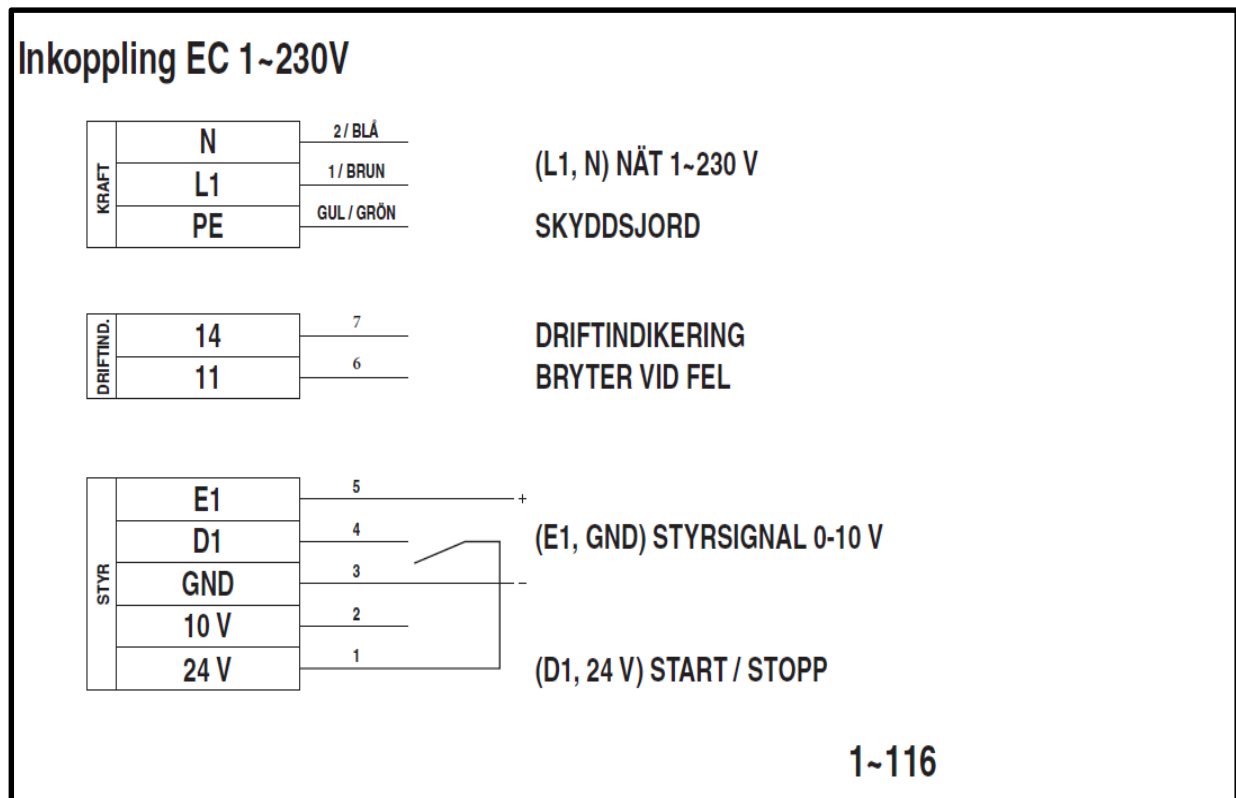 Inkoppling EC 1~230V
KRAFT
N 2 / BLÅ
L1 1 / BRUN
(L1, N) NÄT 1~230 V
PE GUL / GRÖN SKYDDSJORD
DRIFTIND.
14 7 DRIFTINDIKERING
11 6 BRYTER VID FEL
STYR
E1 5 +
D1 4 (E1, GND) STYRSIGNAL 0-10 V
GND 3 –
10 V 2
24 V 1 (D1, 24 V) START / STOPP
1~116